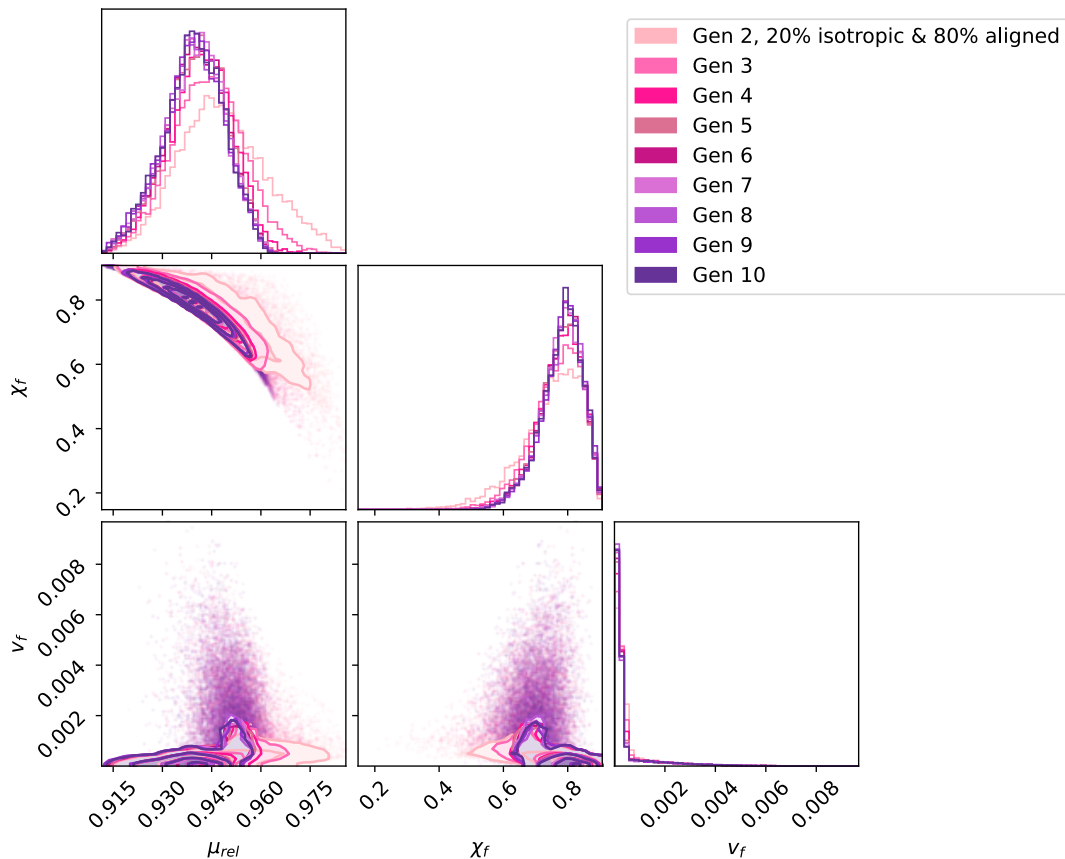 Gen 2, 20% isotropic & 80% aligned
Gen 3
Gen 4
Gen 5
Gen 6
Gen 7
Gen 8
Gen 9
Gen 10
0.8
0.6
0.4
0.2
χf
0.008
0.006
0.004
0.002
vf
0.915
0.930
0.945
0.960
0.975
μrel
0.2
0.4
0.6
0.8
χf
0.002
0.004
0.006
0.008
vf